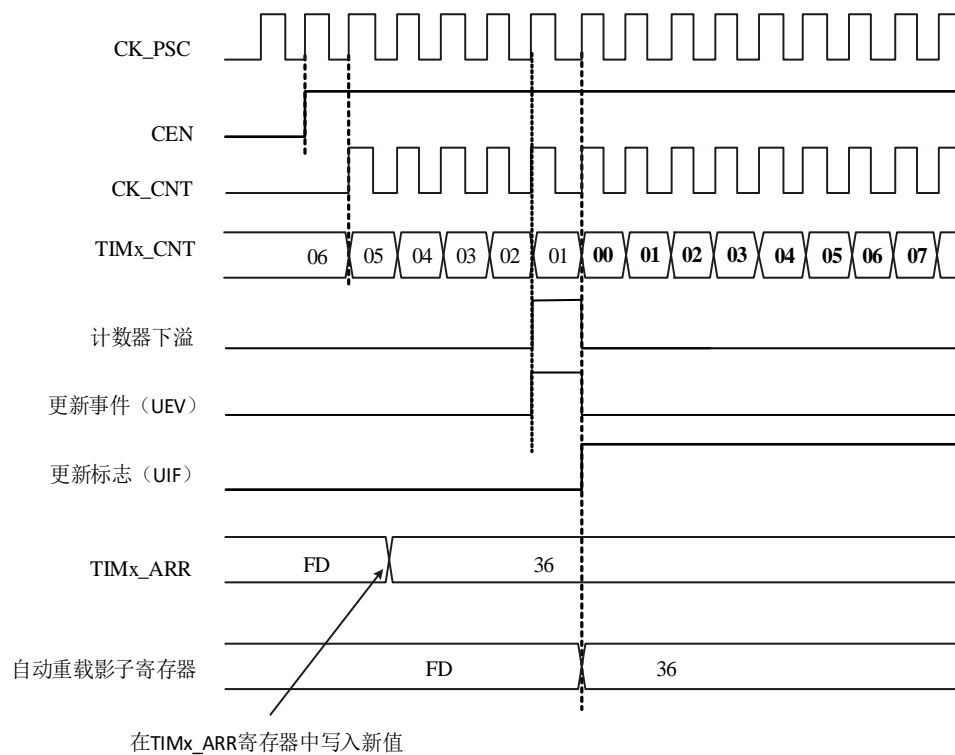 CK_PSC
CEN
CK_CNT
TIMx_CNT 06 05 04 03 02 01 00 01 02 03 04 05 06 07
计数器下溢
更新事件（UEV）
更新标志（UIF）
TIMx_ARR FD 36
自动重载影子寄存器 FD 36
在TIMx_ARR寄存器中写入新值